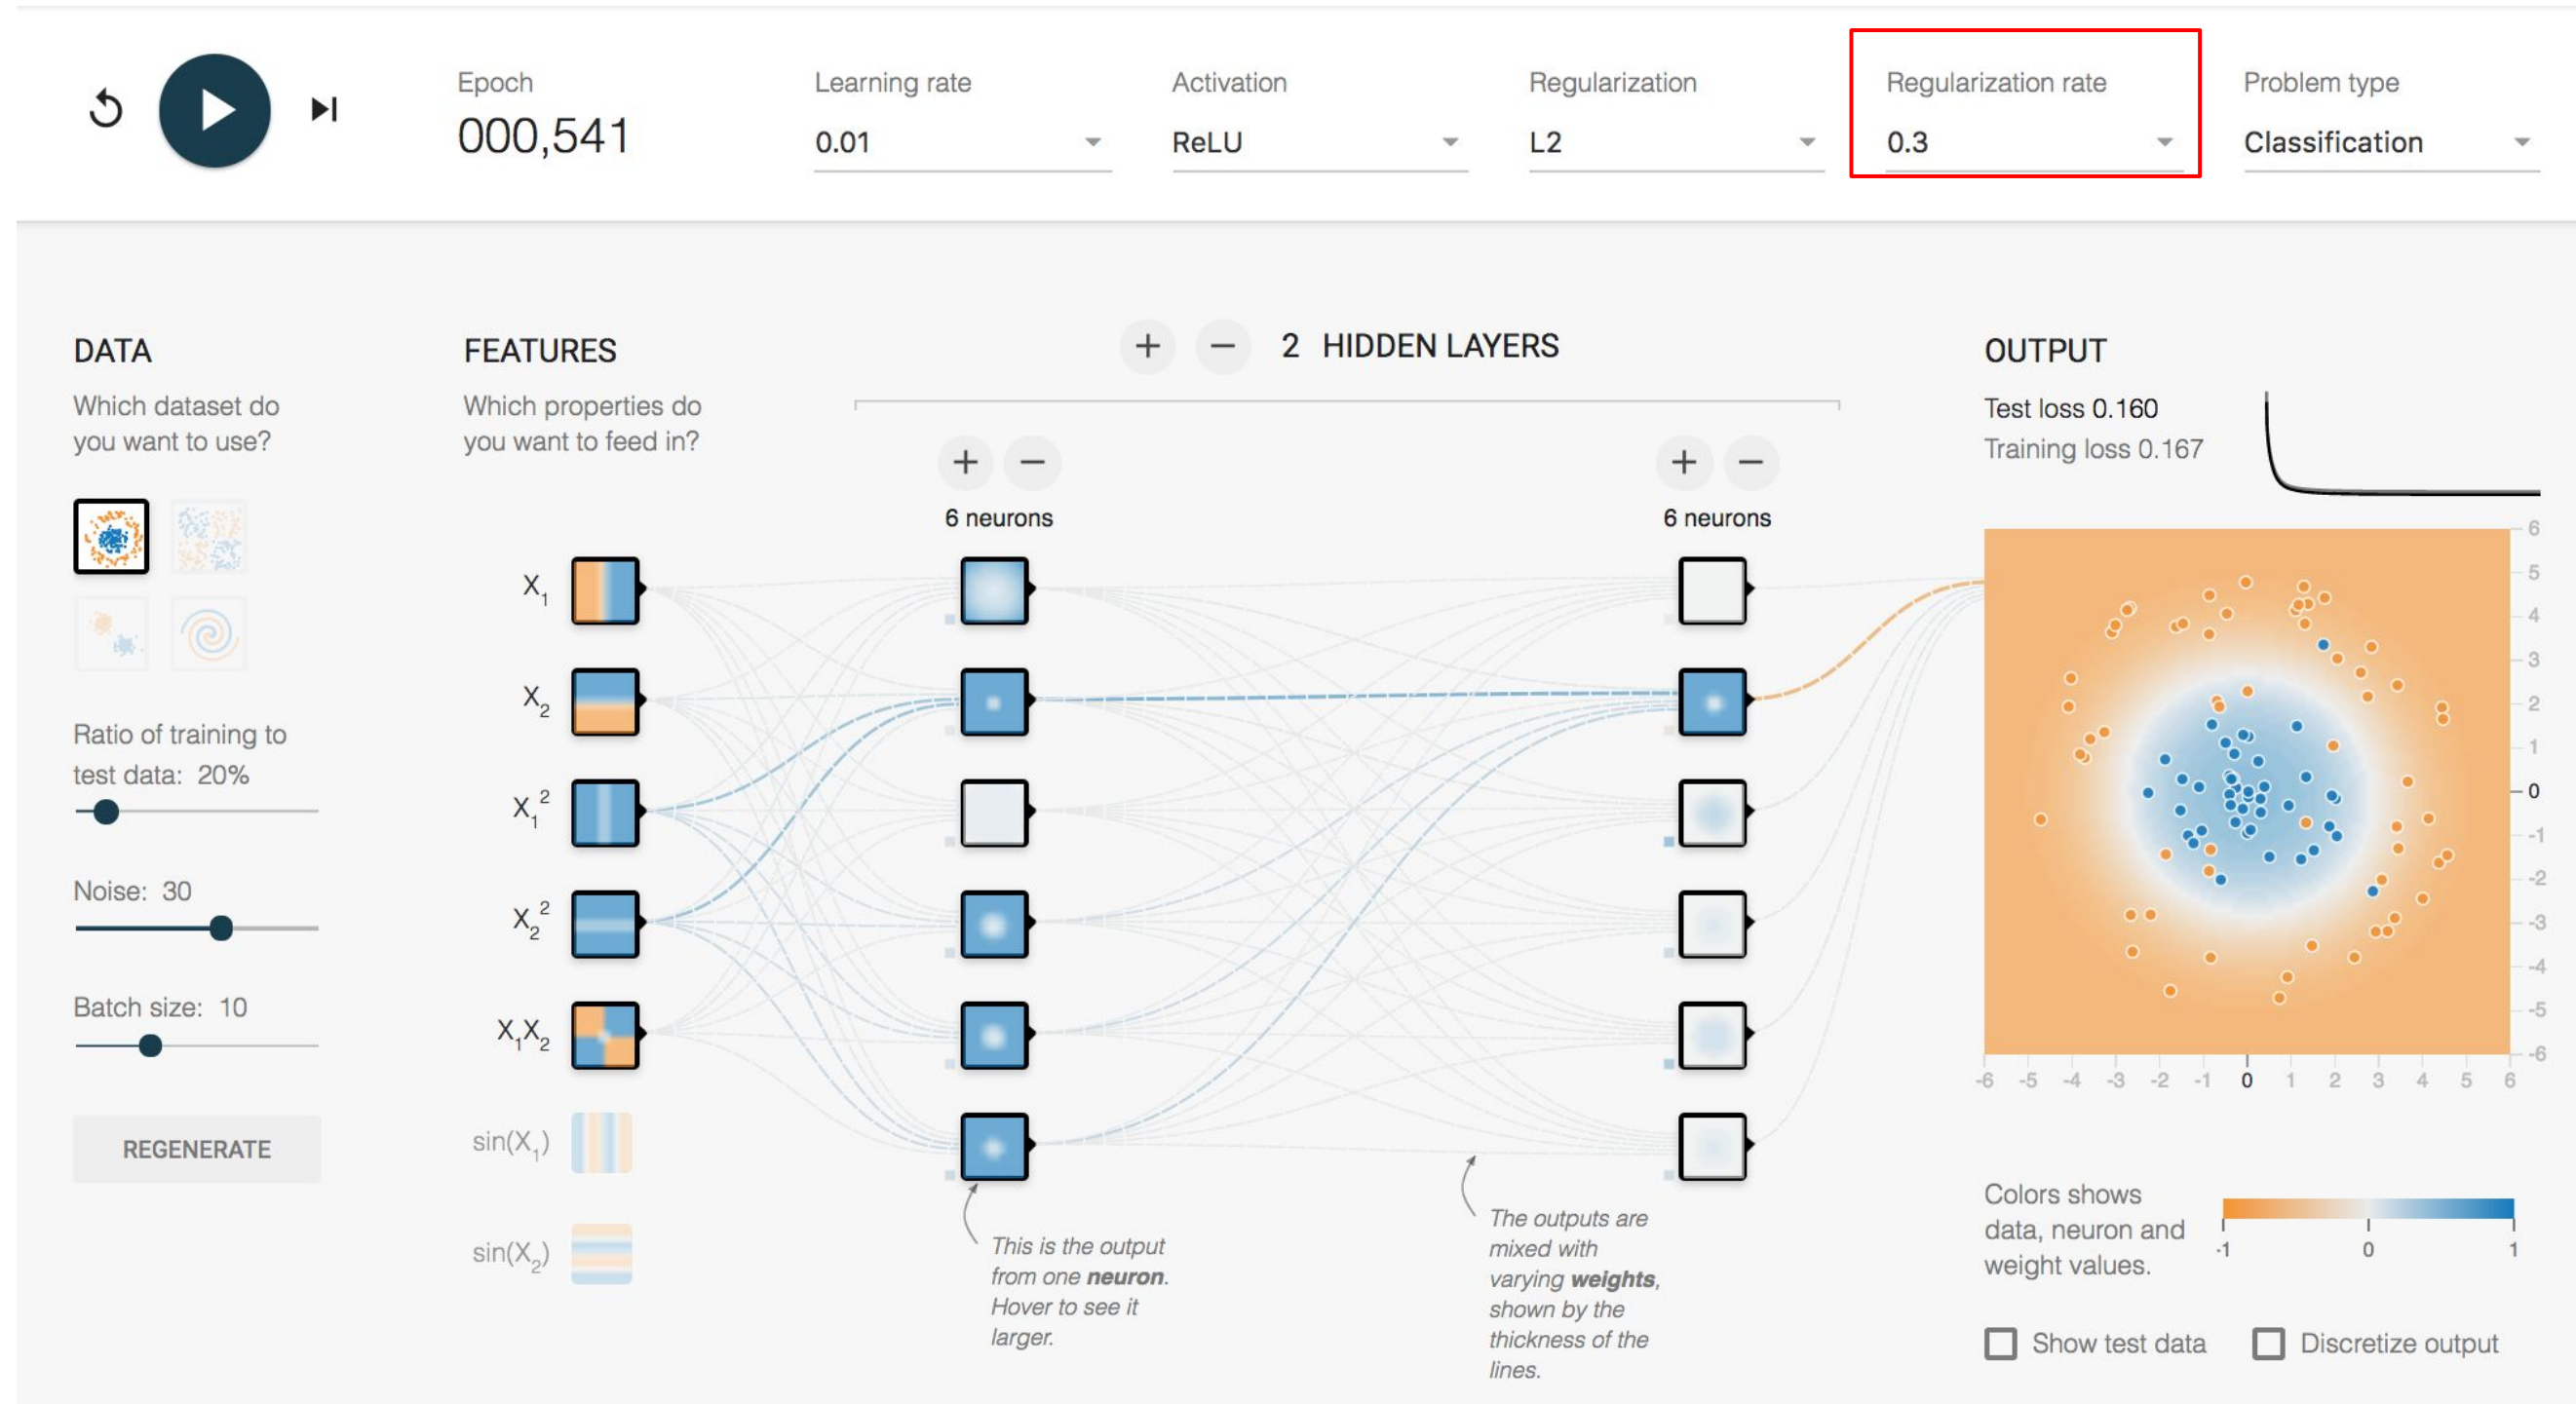 Epoch
000,541
Learning rate
0.01
Activation
ReLU
Regularization
L2
Regularization rate
0.3
Problem type
Classification
DATA
Which dataset do
you want to use?
Ratio of training to
test data: 20%
Noise: 30
Batch size: 10
REGENERATE
FEATURES
Which properties do
you want to feed in?
X1
X2
X1^2
X2^2
X1X2
sin(X1)
sin(X2)
+ − 2 HIDDEN LAYERS
+ −
6 neurons
+ −
6 neurons
This is the output
from one neuron.
Hover to see it
larger.
The outputs are
mixed with
varying weights,
shown by the
thickness of the
lines.
OUTPUT
Test loss 0.160
Training loss 0.167
6
5
4
3
2
1
0
-1
-2
-3
-4
-5
-6
-6 -5 -4 -3 -2 -1 0 1 2 3 4 5 6
Colors shows
data, neuron and
weight values.
-1 0 1
Show test data
Discretize output